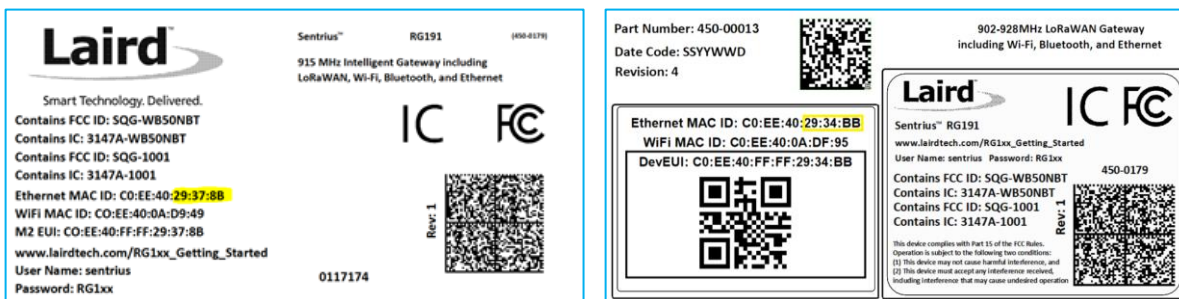 Laird™
Smart Technology. Delivered.
Contains FCC ID: SQG-WB50NBT
Contains IC: 3147A-WB50NBT
Contains FCC ID: SQG-1001
Contains IC: 3147A-1001
Ethernet MAC ID: C0:EE:40:29:37:8B
WiFi MAC ID: CO:EE:40:0A:D9:49
M2 EUI: CO:EE:40:FF:FF:29:37:8B
www.lairdtech.com/RG1xx_Getting_Started
User Name: sentrius
Password: RG1xx
Sentrius™ RG191 (450-0179)
915 MHz Intelligent Gateway including
LoRaWAN, Wi-Fi, Bluetooth, and Ethernet
IC FC
Rev: 1
0117174
Part Number: 450-00013
Date Code: SSYYWWD
Revision: 4
902-928MHz LoRaWAN Gateway
including Wi-Fi, Bluetooth, and Ethernet
Ethernet MAC ID: C0:EE:40:29:34:BB
WiFi MAC ID: C0:EE:40:0A:DF:95
DevEUI: C0:EE:40:FF:FF:29:34:BB
Laird™
IC FC
Sentrius™ RG191
www.lairdtech.com/RG1xx_Getting_Started
User Name: sentrius Password: RG1xx
450-0179
Contains FCC ID: SQG-WB50NBT
Contains IC: 3147A-WB50NBT
Contains FCC ID: SQG-1001
Contains IC: 3147A-1001
Rev: 1
This device complies with Part 15 of the FCC Rules.
Operation is subject to the following two conditions:
(1) This device may not cause harmful interference, and
(2) This device must accept any interference received,
including interference that may cause undesired operation